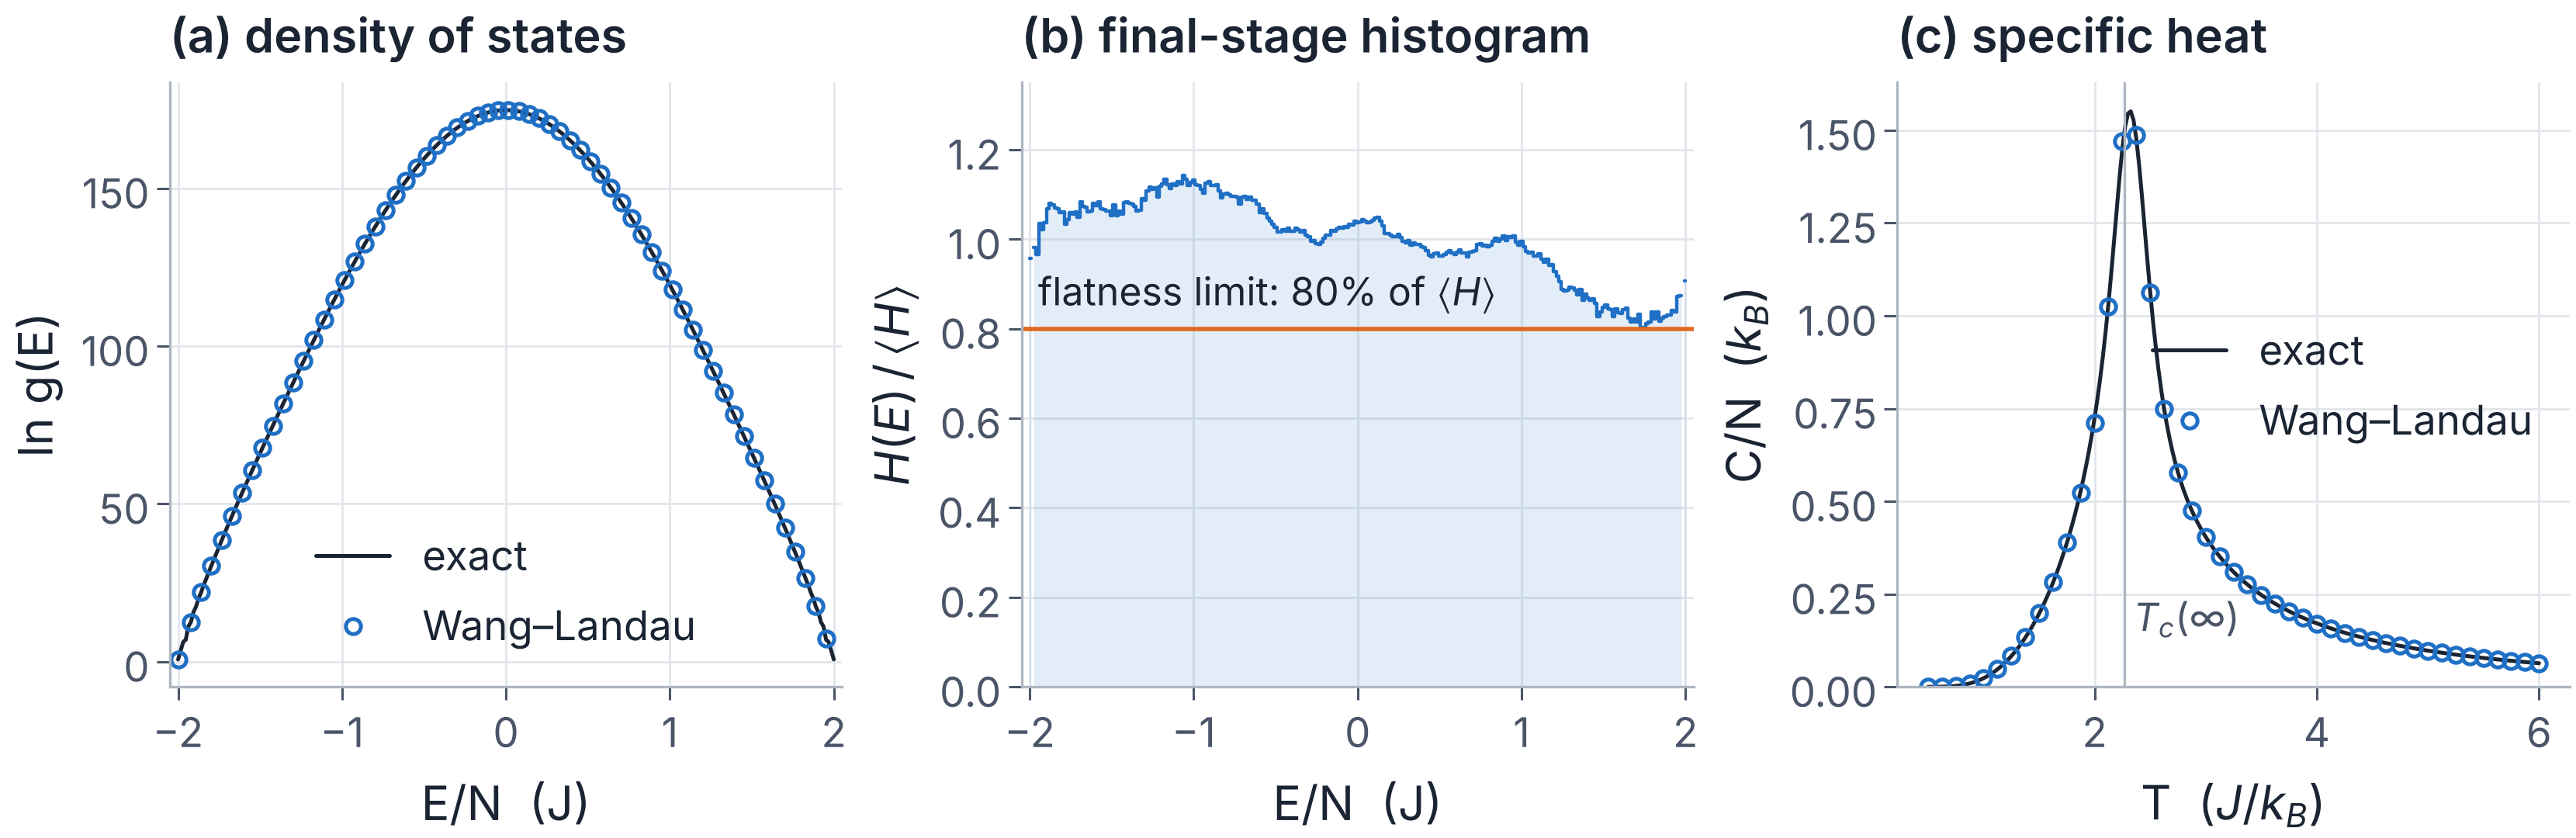 (a) density of states
ln g(E)
150
100
50
0
exact
Wang–Landau
−2 −1 0 1 2
E/N (J)
(b) final-stage histogram
H(E) / ⟨H⟩
1.2
1.0
0.8
0.6
0.4
0.2
0.0
flatness limit: 80% of ⟨H⟩
−2 −1 0 1 2
E/N (J)
(c) specific heat
C/N (k_B)
1.50
1.25
1.00
0.75
0.50
0.25
0.00
exact
Wang–Landau
T_c(∞)
2 4 6
T (J/k_B)